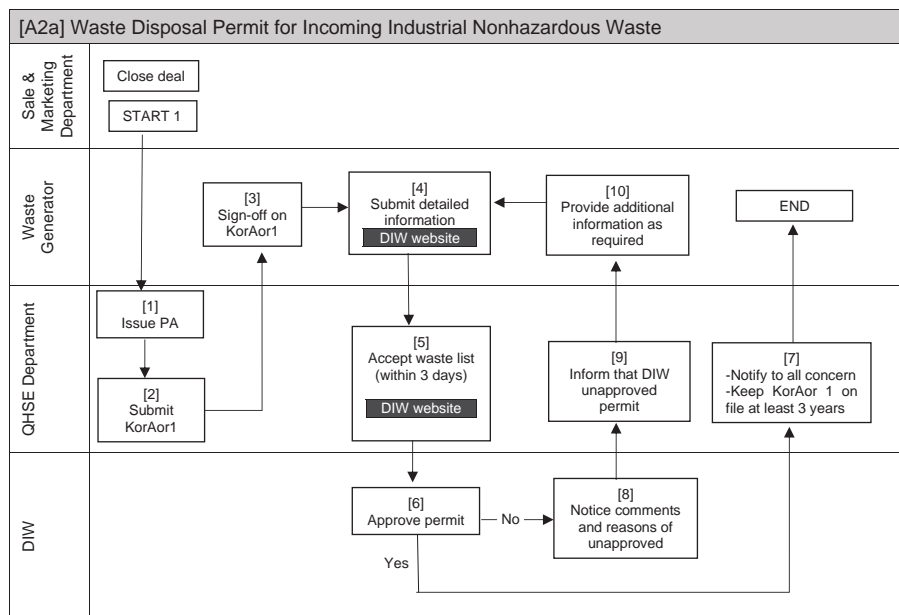 [A2a] Waste Disposal Permit for Incoming Industrial Nonhazardous Waste
Sale &
Marketing
Department
Close deal
START 1
Waste
Generator
[3]
Sign-off on
KorAor1
[4]
Submit detailed
information
DIW website
[10]
Provide additional
information as
required
END
QHSE Department
[1]
Issue PA
[2]
Submit
KorAor1
[5]
Accept waste list
(within 3 days)
DIW website
[9]
Inform that DIW
unapproved
permit
[7]
-Notify to all concern
-Keep KorAor 1 on
file at least 3 years
DIW
[6]
Approve permit
No
[8]
Notice comments
and reasons of
unapproved
Yes